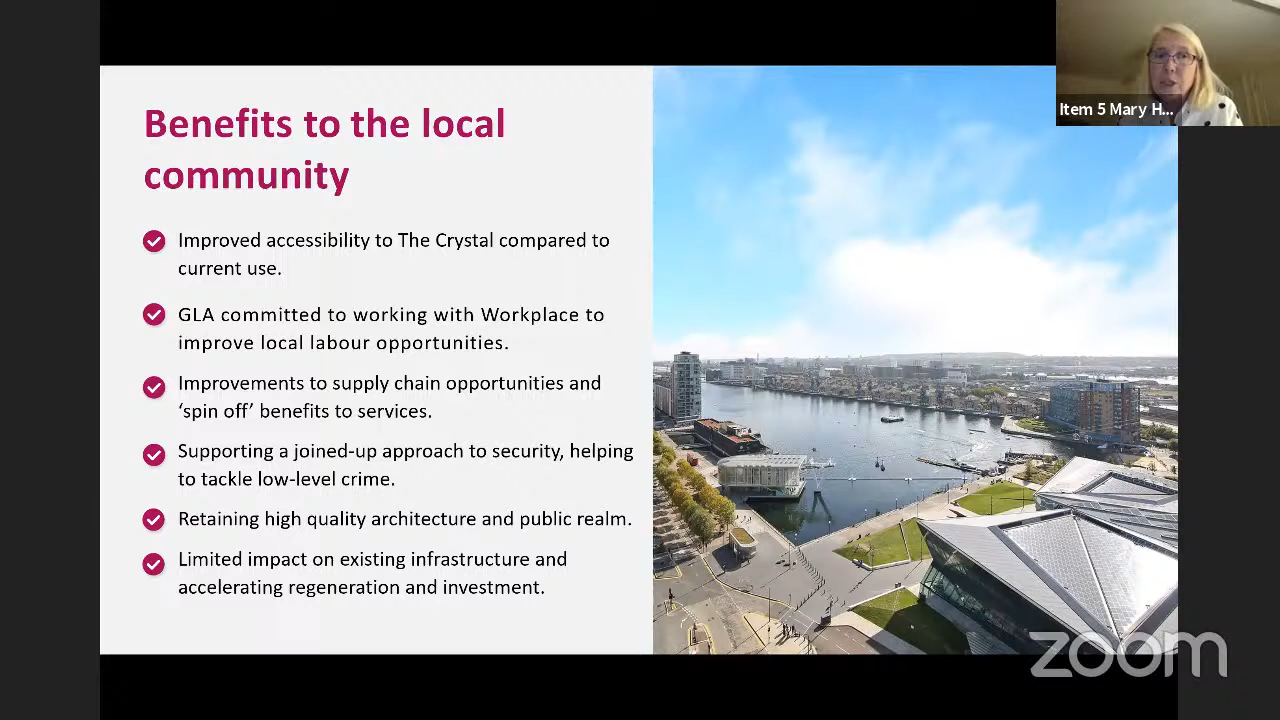 Benefits to the local
community
Improved accessibility to The Crystal compared to
current use.
GLA committed to working with Workplace to
improve local labour opportunities.
Improvements to supply chain opportunities and
‘spin off’ benefits to services.
Supporting a joined-up approach to security, helping
to tackle low-level crime.
Retaining high quality architecture and public realm.
Limited impact on existing infrastructure and
accelerating regeneration and investment.
Item 5 Mary H...
zoom